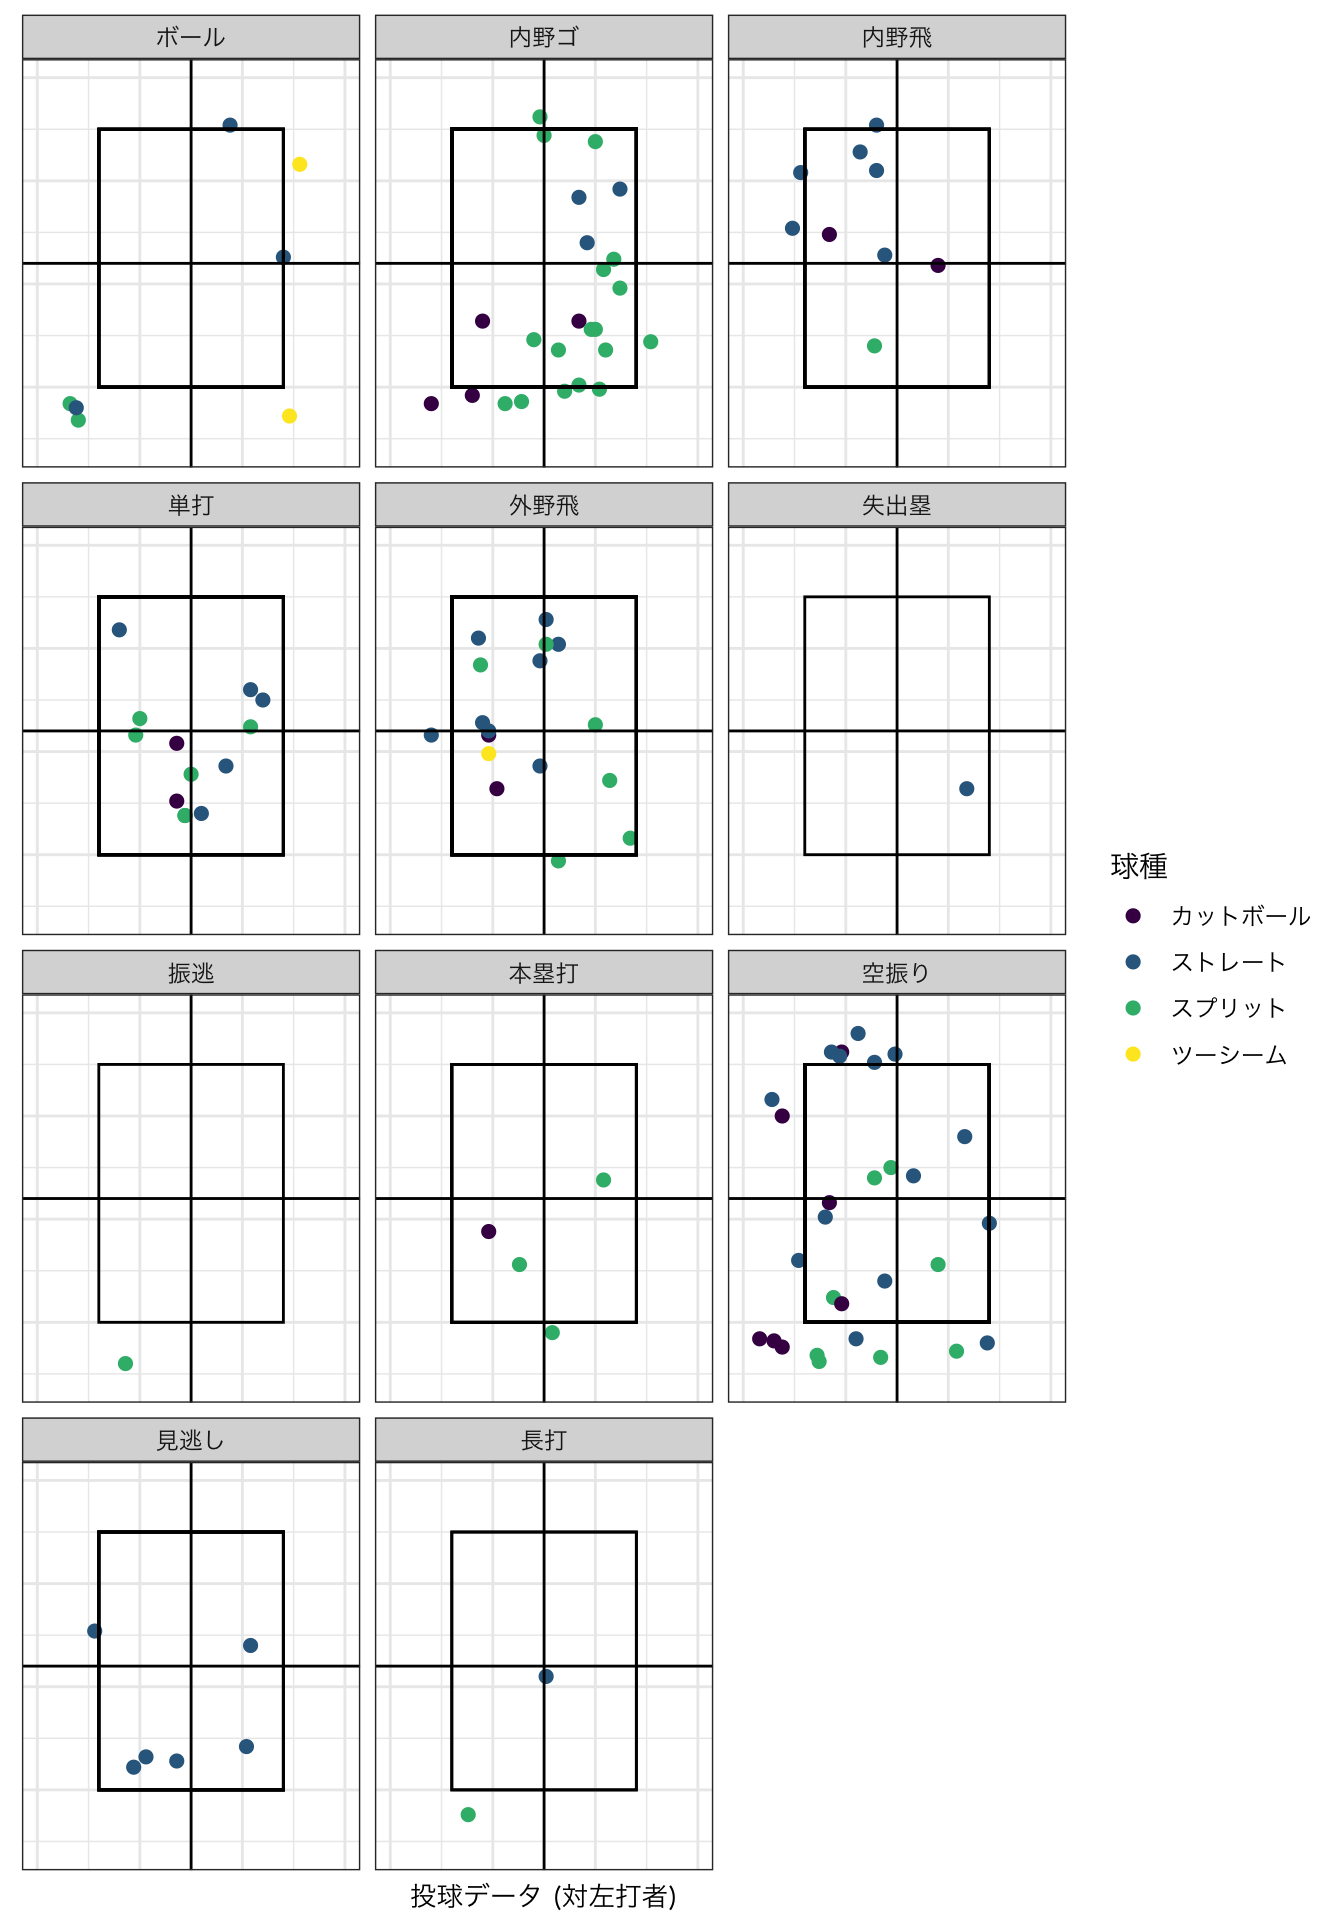 ボール
内野ゴ
内野飛
単打
外野飛
失出塁
振逃
本塁打
空振り
見逃し
長打
球種
カットボール
ストレート
スプリット
ツーシーム
投球データ (対左打者)